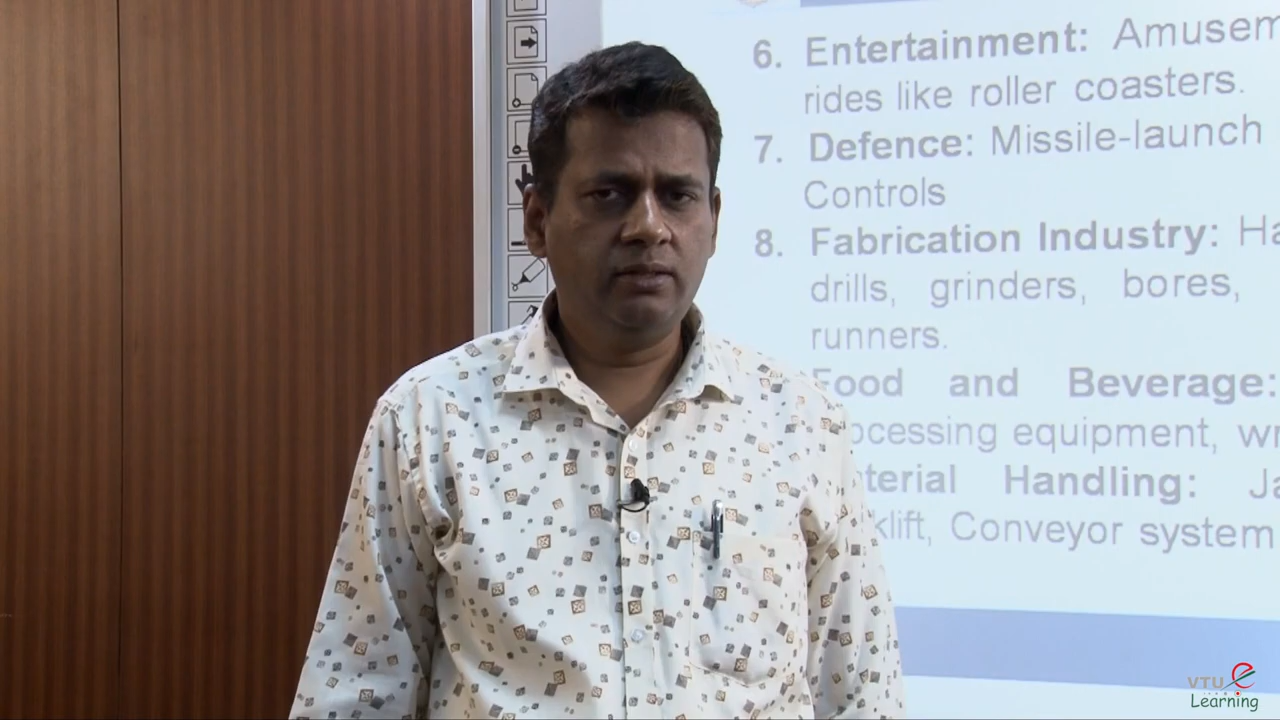 6. Entertainment: Amusem
rides like roller coasters.
7. Defence: Missile-launch
Controls
8. Fabrication Industry: Ha
drills, grinders, bores,
runners.
Food and Beverage:
ocessing equipment, wr
terial Handling: Ja
klift, Conveyor system
VTU e
Learning